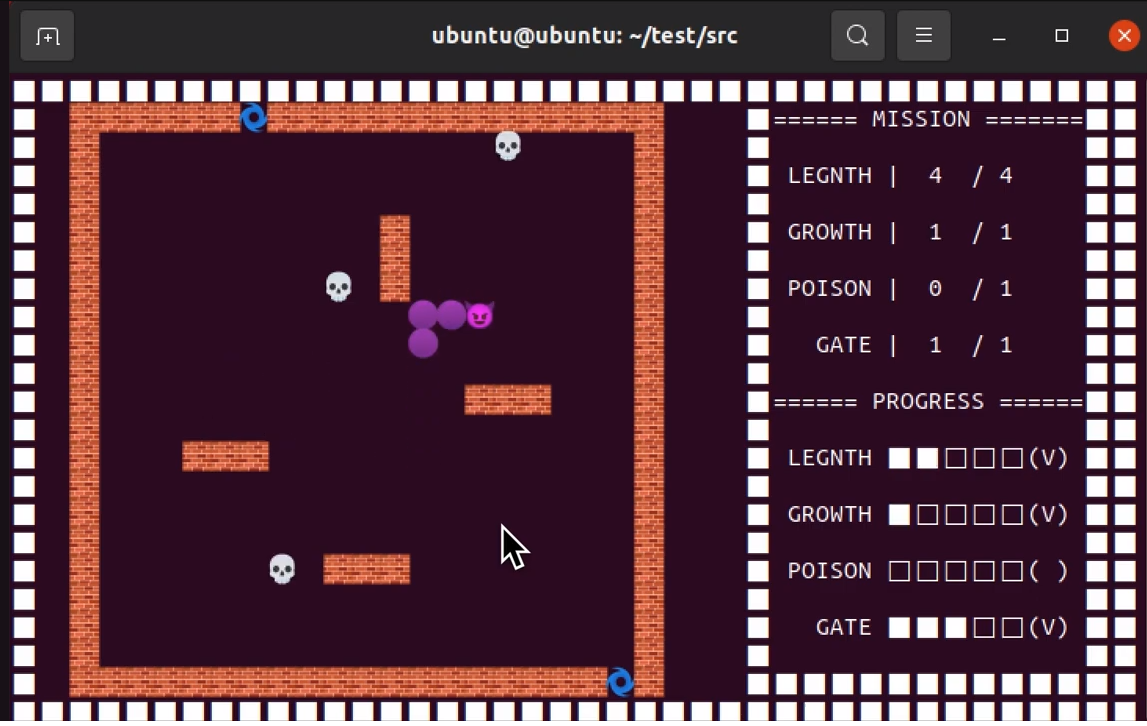 ubuntu@ubuntu: ~/test/src
====== MISSION =======
LEGNTH | 4 / 4
GROWTH | 1 / 1
POISON | 0 / 1
GATE | 1 / 1
====== PROGRESS ======
LEGNTH ■■□□□(V)
GROWTH ■□□□□(V)
POISON □□□□□( )
GATE ■■■□□(V)